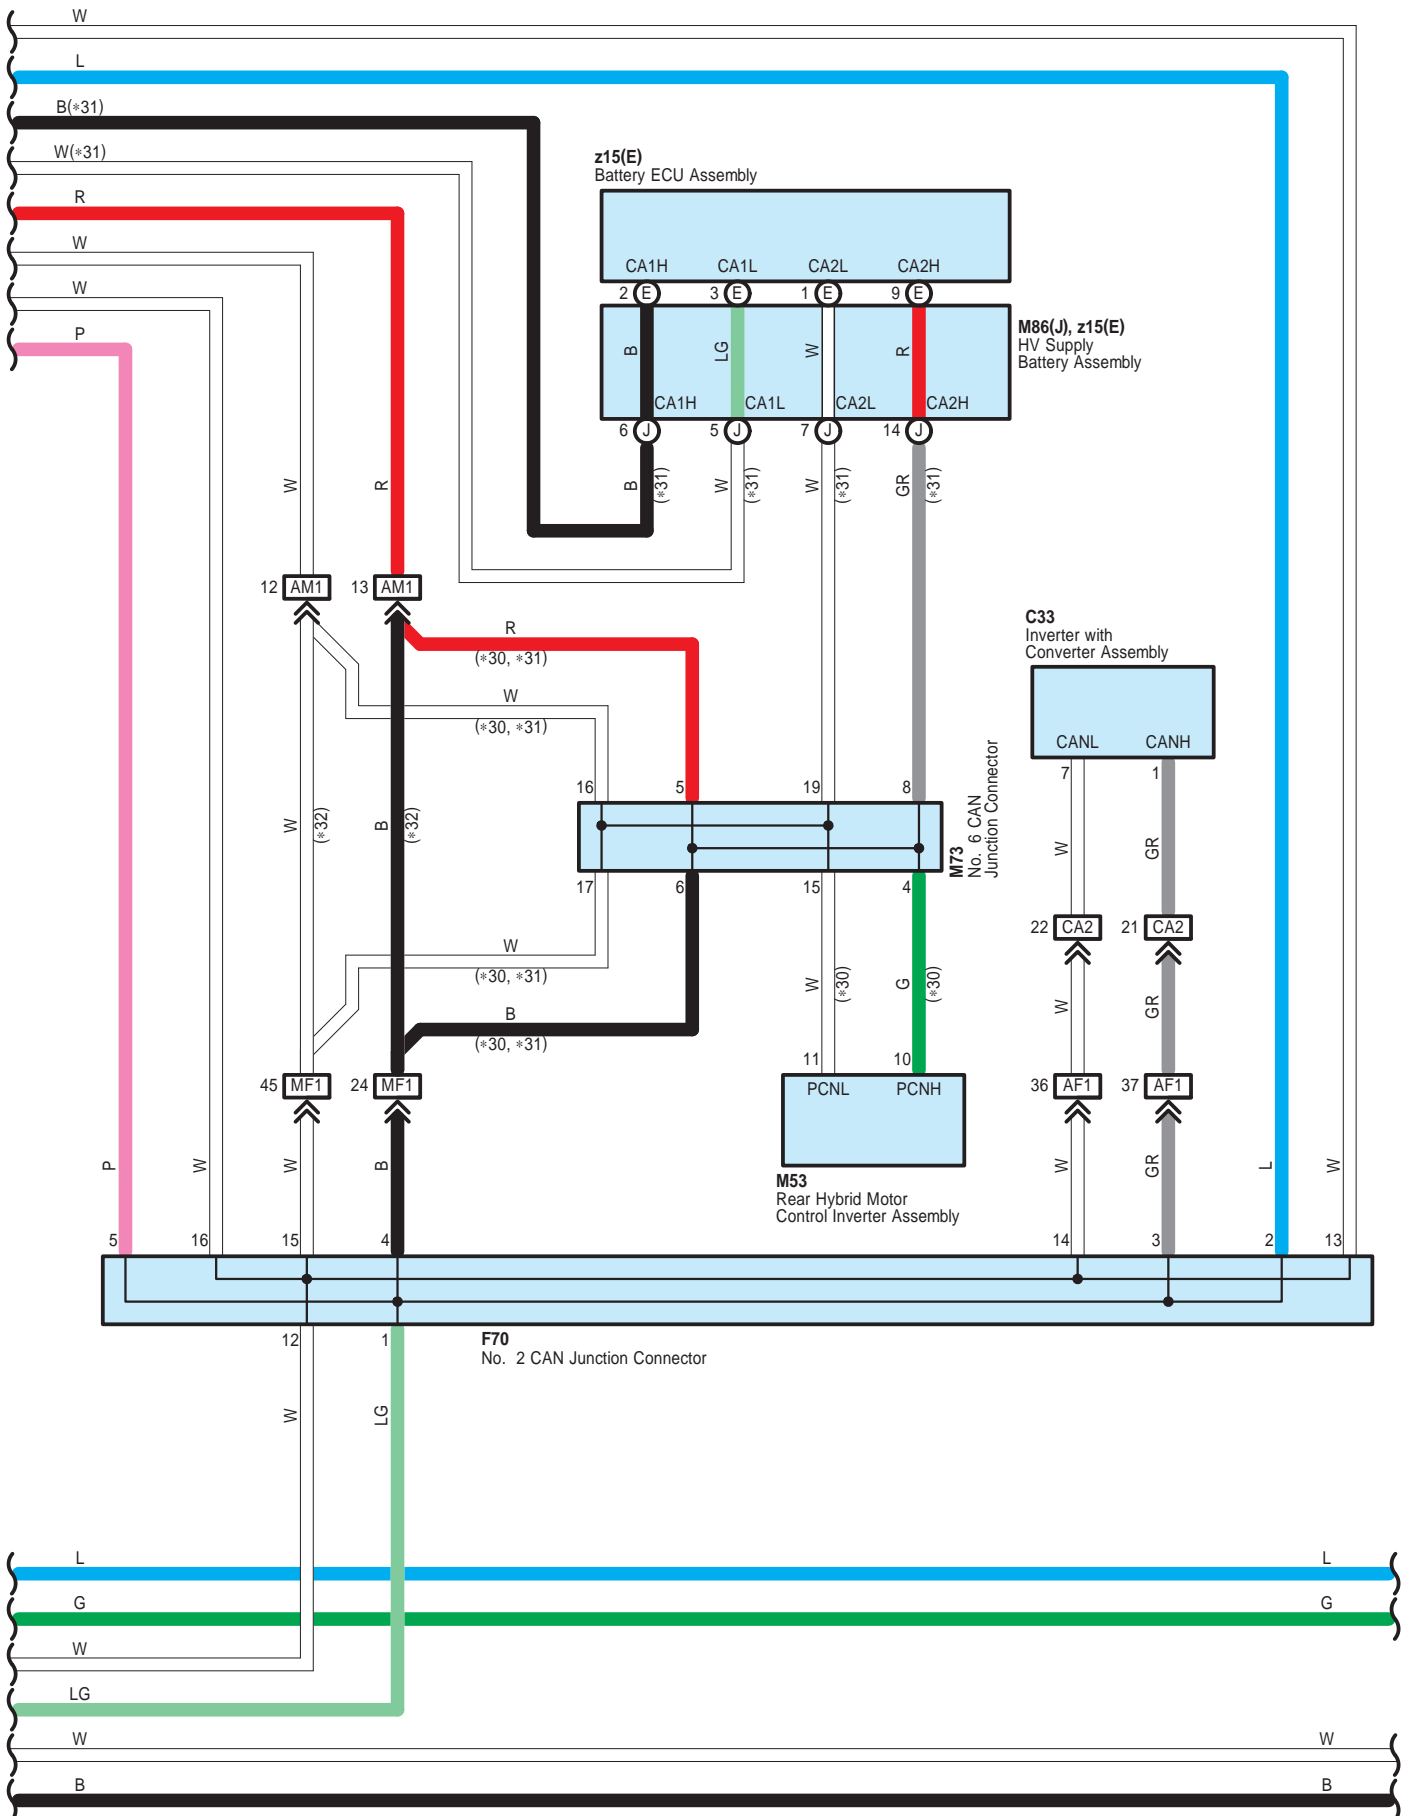 W
L
B(*31)
W(*31)
R
W
W
P
z15(E)
Battery ECU Assembly
CA1H CA1L CA2L CA2H
2 E 3 E 1 E 9 E
M86(J), z15(E)
HV Supply
Battery Assembly
B LG W R
CA1H CA1L CA2L CA2H
6 J 5 J 7 J 14 J
W R B (*31) W (*31) W (*31) GR (*31)
12 AM1 13 AM1
R
(*30, *31)
W
(*30, *31)
C33
Inverter with
Converter Assembly
CANL CANH
7 1
16 5 19 8
W (*32) B (*32)
M73
No. 6 CAN
Junction Connector
W GR
17 6 15 4
22 CA2 21 CA2
W
(*30, *31)
W (*30) G (*30)
W GR
B
(*30, *31)
11 10
PCNL PCNH
45 MF1 24 MF1
36 AF1 37 AF1
M53
Rear Hybrid Motor
Control Inverter Assembly
P W W B W GR L W
5 16 15 4 14 3 2 13
12 1
F70
No. 2 CAN Junction Connector
W LG
L L
G G
W
LG
W W
B B